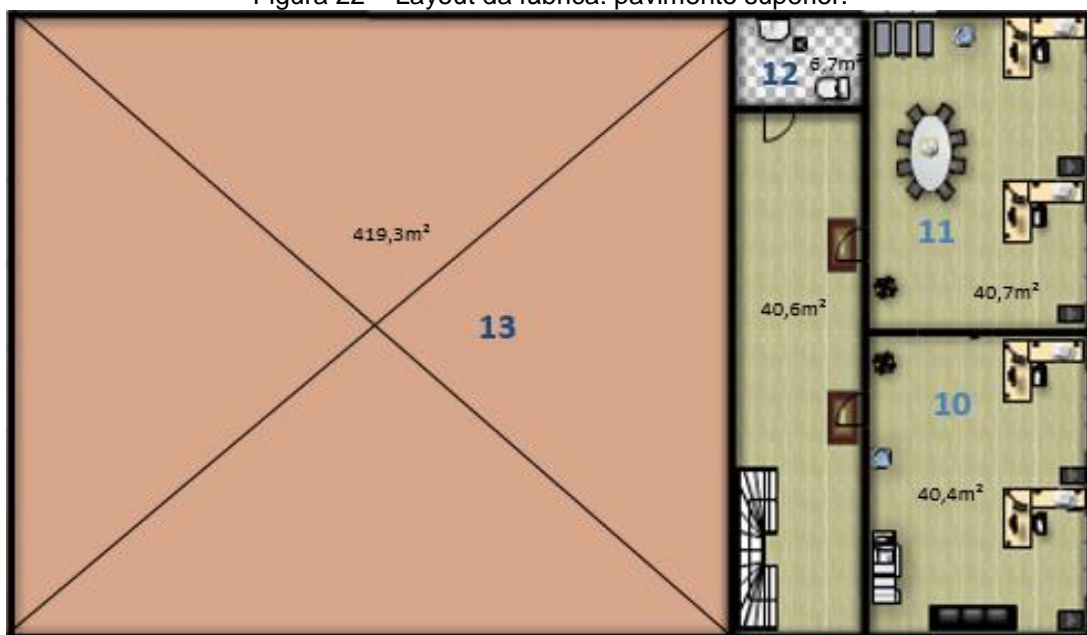 Figura 22 – Layout da fábrica: pavimento superior.
12
6,7m²
419,3m²
11
40,7m²
40,6m²
13
10
40,4m²